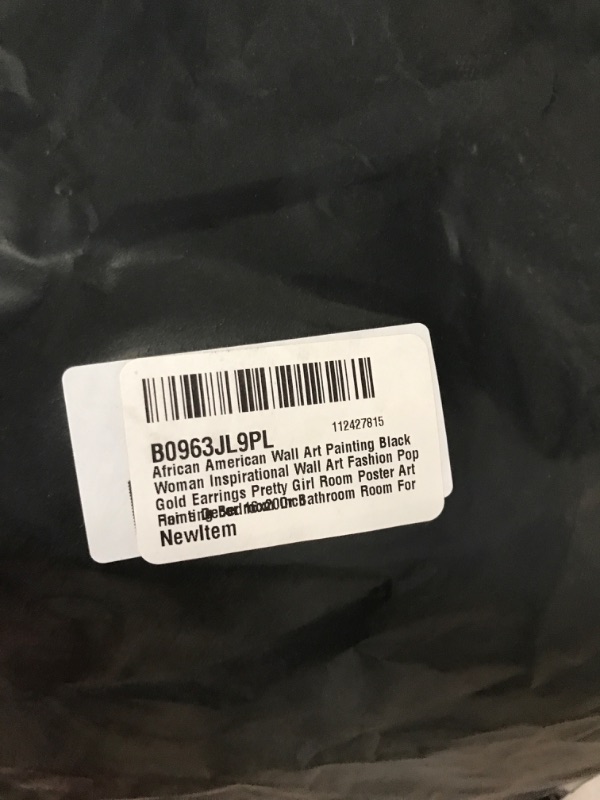 B0963JL9PL
112427815
African American Wall Art Painting Black
Woman Inspirational Wall Art Fashion Pop
Gold Earrings Pretty Girl Room Poster Art
Bathroom Room For
NewItem